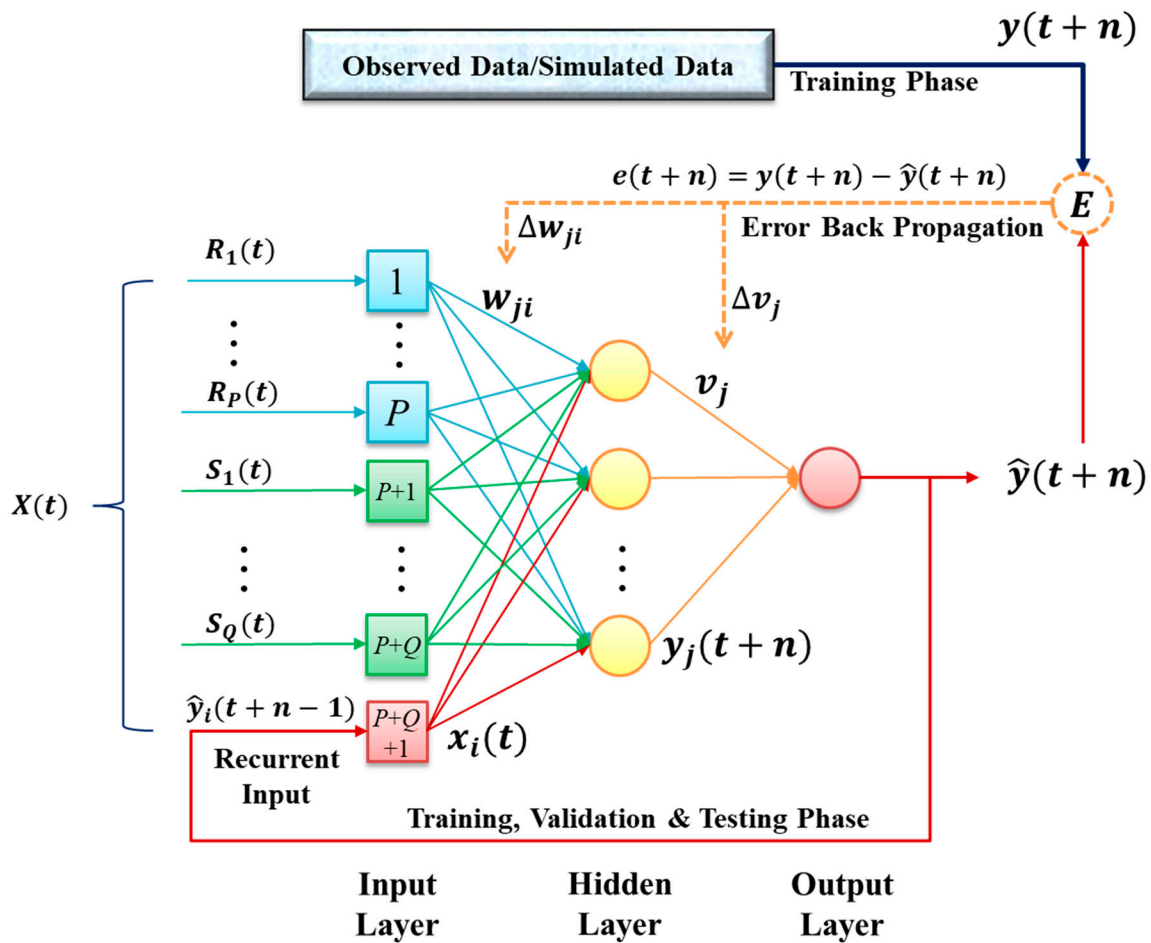 y(t + n)
Observed Data/Simulated Data
Training Phase
e(t + n) = y(t + n) − ŷ(t + n)
E
Error Back Propagation
Δw_ji
Δv_j
R_1(t)
1
w_ji
R_P(t)
P
v_j
S_1(t)
P+1
ŷ(t + n)
X(t)
S_Q(t)
P+Q
y_j(t + n)
ŷ_i(t + n − 1)
P+Q
+1
x_i(t)
Recurrent
Input
Training, Validation & Testing Phase
Input
Layer
Hidden
Layer
Output
Layer